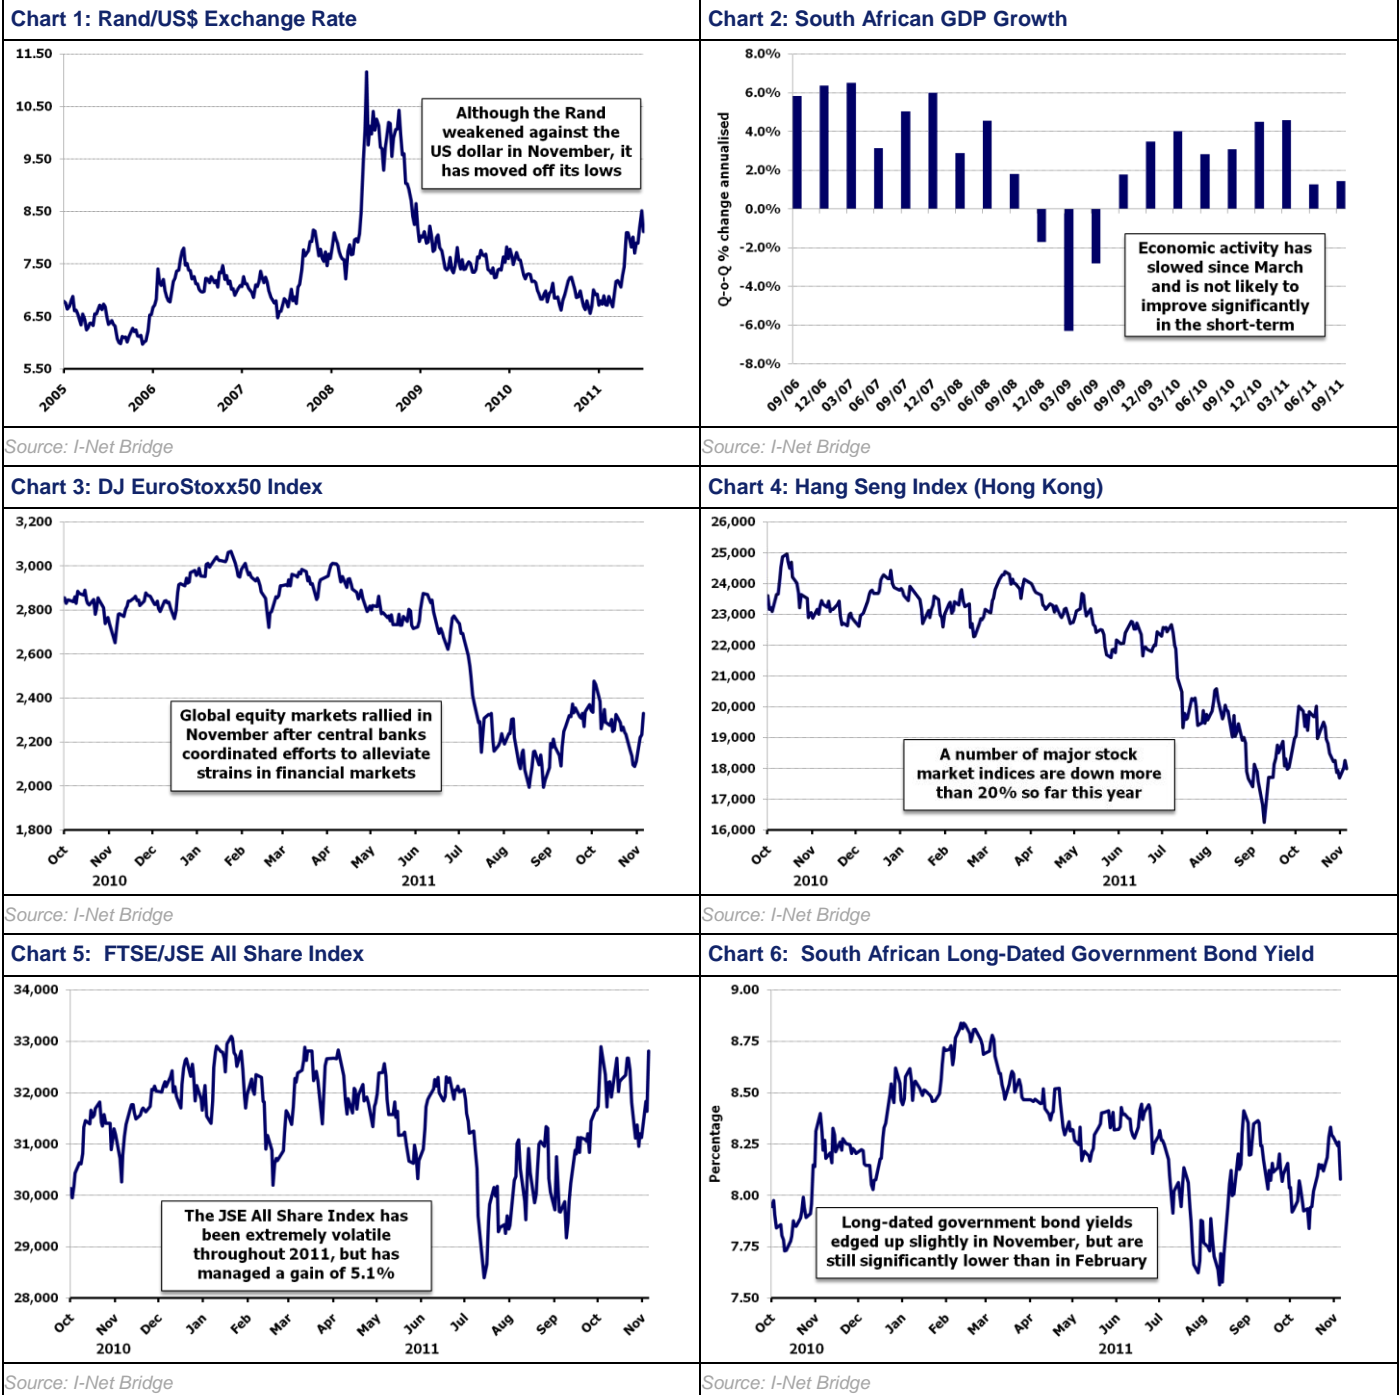 Chart 1: Rand/US$ Exchange Rate
11.50
10.50
9.50
8.50
7.50
6.50
5.50
Although the Rand
weakened against the
US dollar in November, it
has moved off its lows
2005
2006
2007
2008
2009
2010
2011
Source: I-Net Bridge
Chart 2: South African GDP Growth
Q-o-Q % change annualised
8.0%
6.0%
4.0%
2.0%
0.0%
-2.0%
-4.0%
-6.0%
-8.0%
Economic activity has
slowed since March
and is not likely to
improve significantly
in the short-term
09/06
12/06
03/07
06/07
09/07
12/07
03/08
06/08
09/08
12/08
03/09
06/09
09/09
12/09
03/10
06/10
09/10
12/10
03/11
06/11
09/11
Source: I-Net Bridge
Chart 3: DJ EuroStoxx50 Index
3,200
3,000
2,800
2,600
2,400
2,200
2,000
1,800
Global equity markets rallied in
November after central banks
coordinated efforts to alleviate
strains in financial markets
Oct
Nov
Dec
Jan
Feb
Mar
Apr
May
Jun
Jul
Aug
Sep
Oct
Nov
2010
2011
Source: I-Net Bridge
Chart 4: Hang Seng Index (Hong Kong)
26,000
25,000
24,000
23,000
22,000
21,000
20,000
19,000
18,000
17,000
16,000
A number of major stock
market indices are down more
than 20% so far this year
Oct
Nov
Dec
Jan
Feb
Mar
Apr
May
Jun
Jul
Aug
Sep
Oct
Nov
2010
2011
Source: I-Net Bridge
Chart 5: FTSE/JSE All Share Index
34,000
33,000
32,000
31,000
30,000
29,000
28,000
The JSE All Share Index has
been extremely volatile
throughout 2011, but has
managed a gain of 5.1%
Oct
Nov
Dec
Jan
Feb
Mar
Apr
May
Jun
Jul
Aug
Sep
Oct
Nov
2010
2011
Source: I-Net Bridge
Chart 6: South African Long-Dated Government Bond Yield
Percentage
9.00
8.75
8.50
8.25
8.00
7.75
7.50
Long-dated government bond yields
edged up slightly in November, but are
still significantly lower than in February
Oct
Nov
Dec
Jan
Feb
Mar
Apr
May
Jun
Jul
Aug
Sep
Oct
Nov
2010
2011
Source: I-Net Bridge